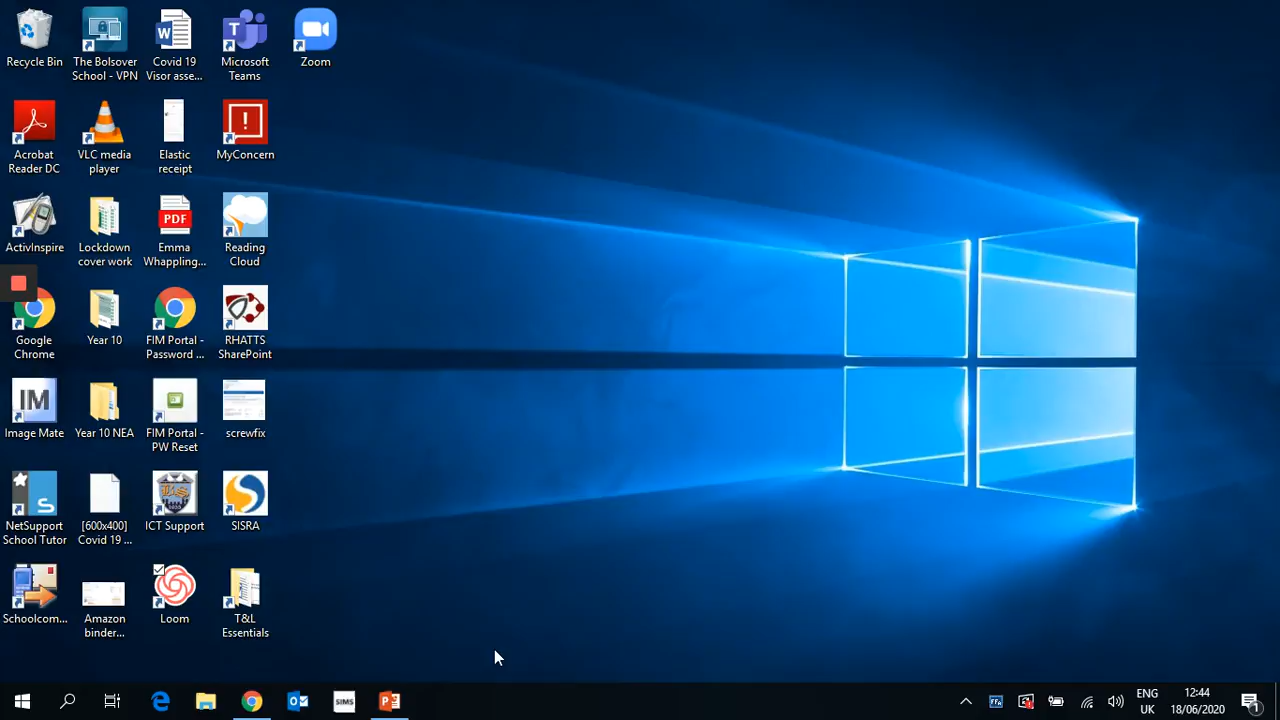 Recycle Bin
The Bolsover
School - VPN
Covid 19
Visor asse...
Microsoft
Teams
Zoom
Acrobat
Reader DC
VLC media
player
Elastic
receipt
MyConcern
ActivInspire
Lockdown
cover work
PDF
Emma
Whappling...
Reading
Cloud
Google
Chrome
Year 10
FIM Portal -
Password ...
RHATTS
SharePoint
IM
Image Mate
Year 10 NEA
FIM Portal -
PW Reset
screwfix
NetSupport
School Tutor
[600x400]
Covid 19 ...
ICT Support
SISRA
Schoolcom...
Amazon
binder...
Loom
T&L
Essentials
SIMS
ENG
UK
12:44
18/06/2020
1